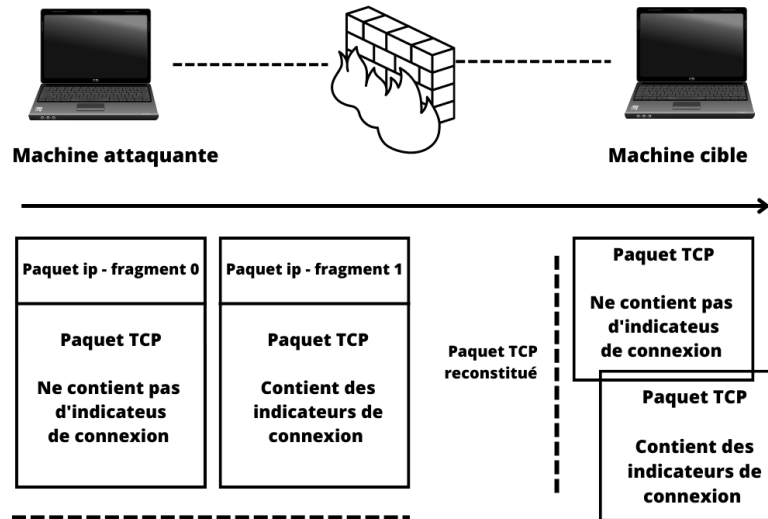 Machine attaquante
Machine cible
Paquet ip - fragment 0
Paquet TCP
Ne contient pas
d'indicateus
de connexion
Paquet ip - fragment 1
Paquet TCP
Contient des
indicateurs de
connexion
Paquet TCP
reconstitué
Paquet TCP
Ne contient pas
d'indicateus
de connexion
Paquet TCP
Contient des
indicateurs de
connexion